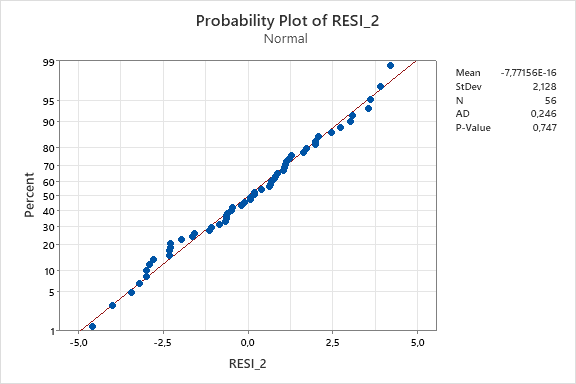 Probability Plot of RESI_2
Normal
99
95
90
80
70
60
50
40
30
20
10
5
1
Percent
-5,0
-2,5
0,0
2,5
5,0
RESI_2
Mean -7,77156E-16
StDev 2,128
N 56
AD 0,246
P-Value 0,747